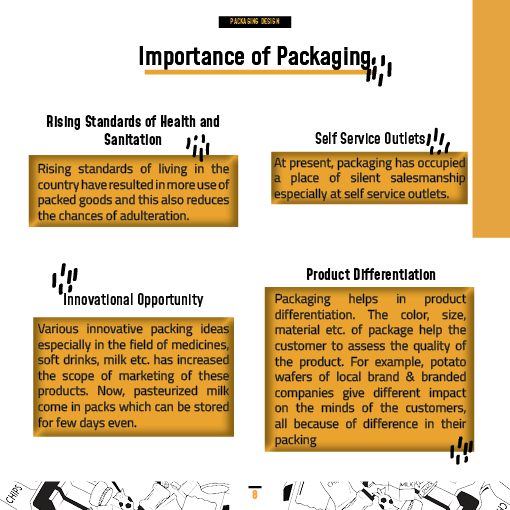 PACKAGING DESIGN
Importance of Packaging
Rising Standards of Health and
Sanitation
Rising standards of living in the
country have resulted in more use of
packed goods and this also reduces
the chances of adulteration.
Self Service Outlets
At present, packaging has occupied
a place of silent salesmanship
especially at self service outlets.
Innovational Opportunity
Various innovative packing ideas
especially in the field of medicines,
soft drinks, milk etc. has increased
the scope of marketing of these
products. Now, pasteurized milk
come in packs which can be stored
for few days even.
Product Differentiation
Packaging helps in product
differentiation. The color, size,
material etc. of package help the
customer to assess the quality of
the product. For example, potato
wafers of local brand & branded
companies give different impact
on the minds of the customers,
all because of difference in their
packing
CHIPS
8
CHIPS
MILK